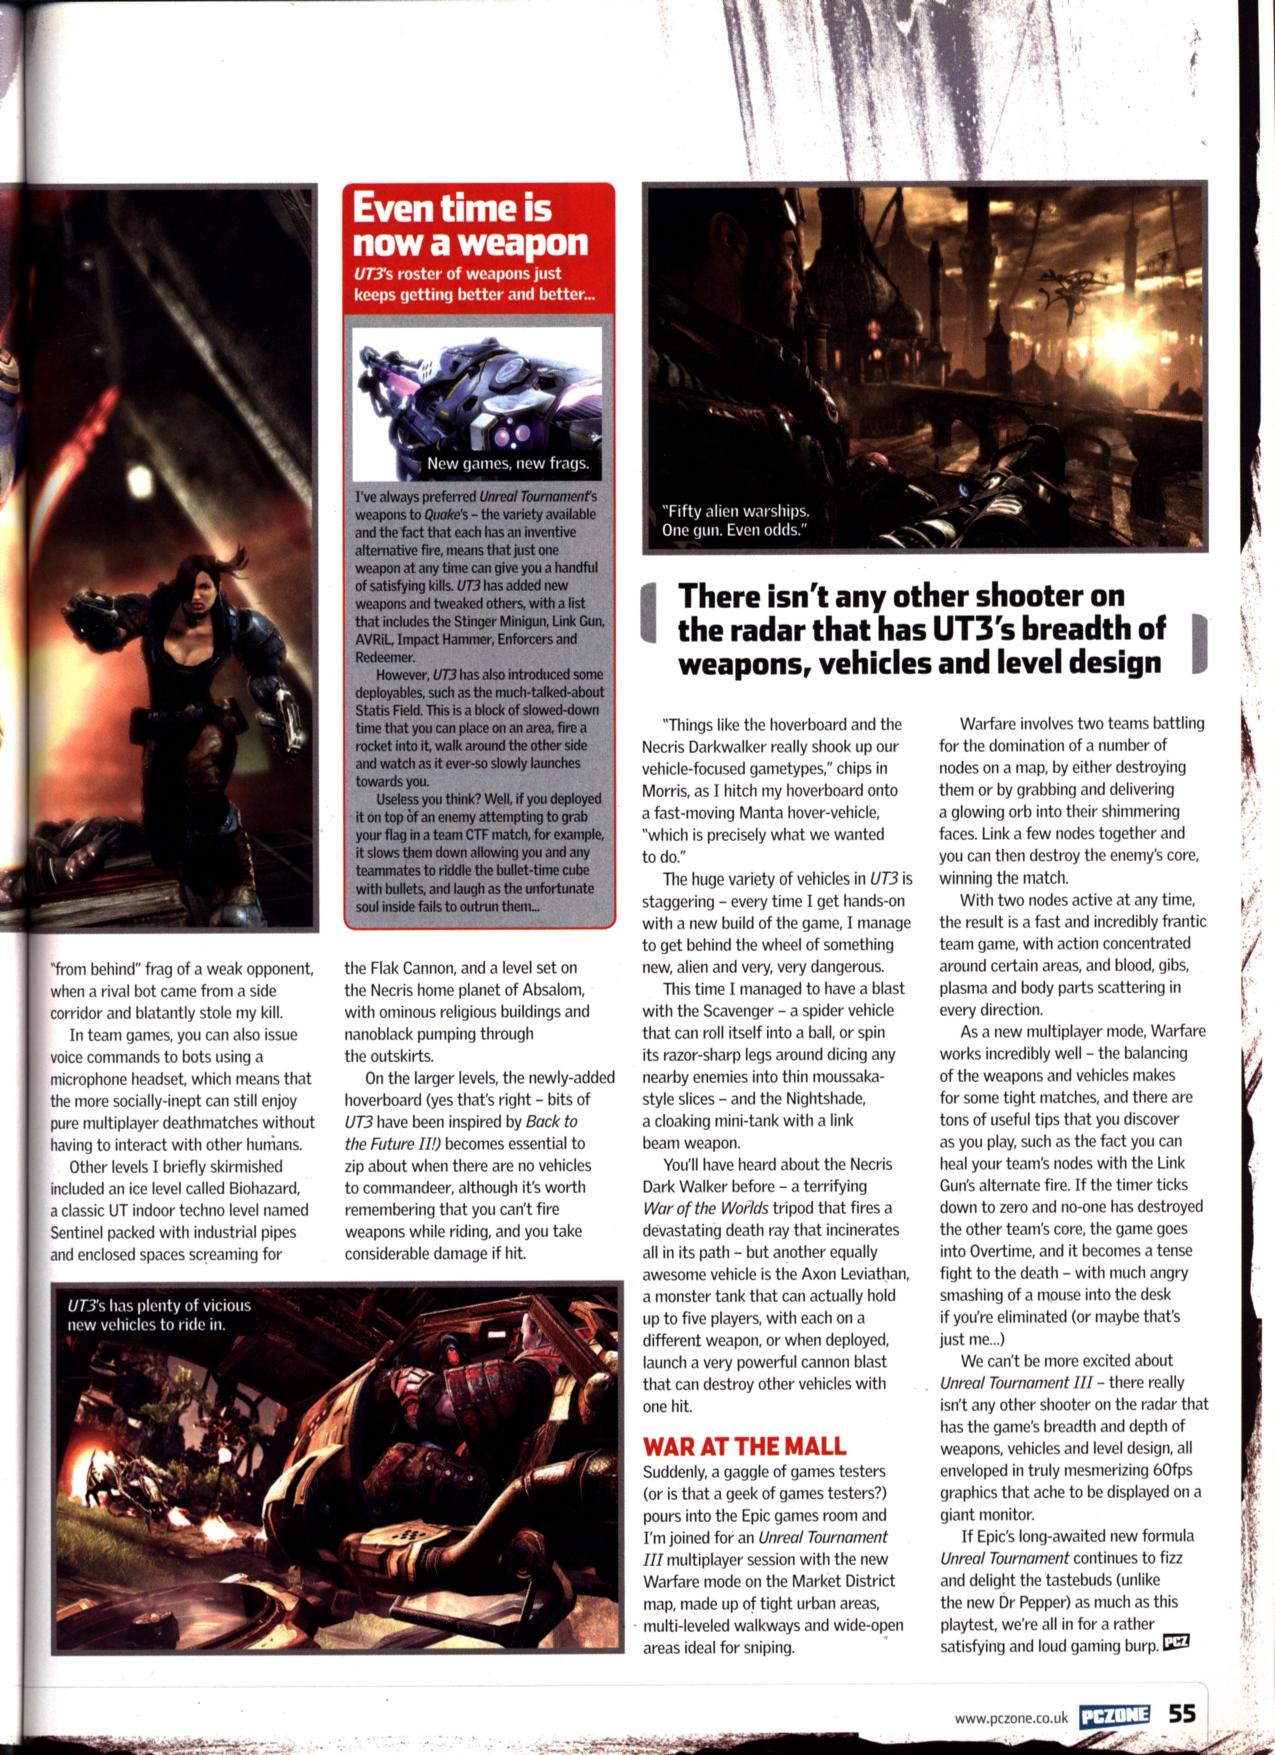 Even time is
now a weapon
UT3's roster of weapons just
keeps getting better and better...
New games, new frags.
I've always preferred Unreal Tournament's
weapons to Quake's – the variety available
and the fact that each has an inventive
alternative fire, means that just one
weapon at any time can give you a handful
of satisfying kills. UT3 has added new
weapons and tweaked others, with a list
that includes the Stinger Minigun, Link Gun,
AVRiL, Impact Hammer, Enforcers and
Redeemer.
However, UT3 has also introduced some
deployables, such as the much-talked-about
Statis Field. This is a block of slowed-down
time that you can place on an area, fire a
rocket into it, walk around the other side
and watch as it ever-so slowly launches
towards you.
Useless you think? Well, if you deployed
it on top of an enemy attempting to grab
your flag in a team CTF match, for example,
it slows them down allowing you and any
teammates to riddle the bullet-time cube
with bullets, and laugh as the unfortunate
soul inside fails to outrun them...
"Fifty alien warships.
One gun. Even odds."
There isn't any other shooter on
the radar that has UT3's breadth of
weapons, vehicles and level design
"from behind" frag of a weak opponent,
when a rival bot came from a side
corridor and blatantly stole my kill.
In team games, you can also issue
voice commands to bots using a
microphone headset, which means that
the more socially-inept can still enjoy
pure multiplayer deathmatches without
having to interact with other humans.
Other levels I briefly skirmished
included an ice level called Biohazard,
a classic UT indoor techno level named
Sentinel packed with industrial pipes
and enclosed spaces screaming for
the Flak Cannon, and a level set on
the Necris home planet of Absalom,
with ominous religious buildings and
nanoblack pumping through
the outskirts.
On the larger levels, the newly-added
hoverboard (yes that's right – bits of
UT3 have been inspired by Back to
the Future II!) becomes essential to
zip about when there are no vehicles
to commandeer, although it's worth
remembering that you can't fire
weapons while riding, and you take
considerable damage if hit.
UT3's has plenty of vicious
new vehicles to ride in.
"Things like the hoverboard and the
Necris Darkwalker really shook up our
vehicle-focused gametypes," chips in
Morris, as I hitch my hoverboard onto
a fast-moving Manta hover-vehicle,
"which is precisely what we wanted
to do."
The huge variety of vehicles in UT3 is
staggering – every time I get hands-on
with a new build of the game, I manage
to get behind the wheel of something
new, alien and very, very dangerous.
This time I managed to have a blast
with the Scavenger – a spider vehicle
that can roll itself into a ball, or spin
its razor-sharp legs around dicing any
nearby enemies into thin moussaka-
style slices – and the Nightshade,
a cloaking mini-tank with a link
beam weapon.
You'll have heard about the Necris
Dark Walker before – a terrifying
War of the Worlds tripod that fires a
devastating death ray that incinerates
all in its path – but another equally
awesome vehicle is the Axon Leviathan,
a monster tank that can actually hold
up to five players, with each on a
different weapon, or when deployed,
launch a very powerful cannon blast
that can destroy other vehicles with
one hit.
WAR AT THE MALL
Suddenly, a gaggle of games testers
(or is that a geek of games testers?)
pours into the Epic games room and
I'm joined for an Unreal Tournament
III multiplayer session with the new
Warfare mode on the Market District
map, made up of tight urban areas,
multi-leveled walkways and wide-open
areas ideal for sniping.
Warfare involves two teams battling
for the domination of a number of
nodes on a map, by either destroying
them or by grabbing and delivering
a glowing orb into their shimmering
faces. Link a few nodes together and
you can then destroy the enemy's core,
winning the match.
With two nodes active at any time,
the result is a fast and incredibly frantic
team game, with action concentrated
around certain areas, and blood, gibs,
plasma and body parts scattering in
every direction.
As a new multiplayer mode, Warfare
works incredibly well – the balancing
of the weapons and vehicles makes
for some tight matches, and there are
tons of useful tips that you discover
as you play, such as the fact you can
heal your team's nodes with the Link
Gun's alternate fire. If the timer ticks
down to zero and no-one has destroyed
the other team's core, the game goes
into Overtime, and it becomes a tense
fight to the death – with much angry
smashing of a mouse into the desk
if you're eliminated (or maybe that's
just me...)
We can't be more excited about
Unreal Tournament III – there really
isn't any other shooter on the radar that
has the game's breadth and depth of
weapons, vehicles and level design, all
enveloped in truly mesmerizing 60fps
graphics that ache to be displayed on a
giant monitor.
If Epic's long-awaited new formula
Unreal Tournament continues to fizz
and delight the tastebuds (unlike
the new Dr Pepper) as much as this
playtest, we're all in for a rather
satisfying and loud gaming burp. PCZ
www.pczone.co.uk PCZONE 55